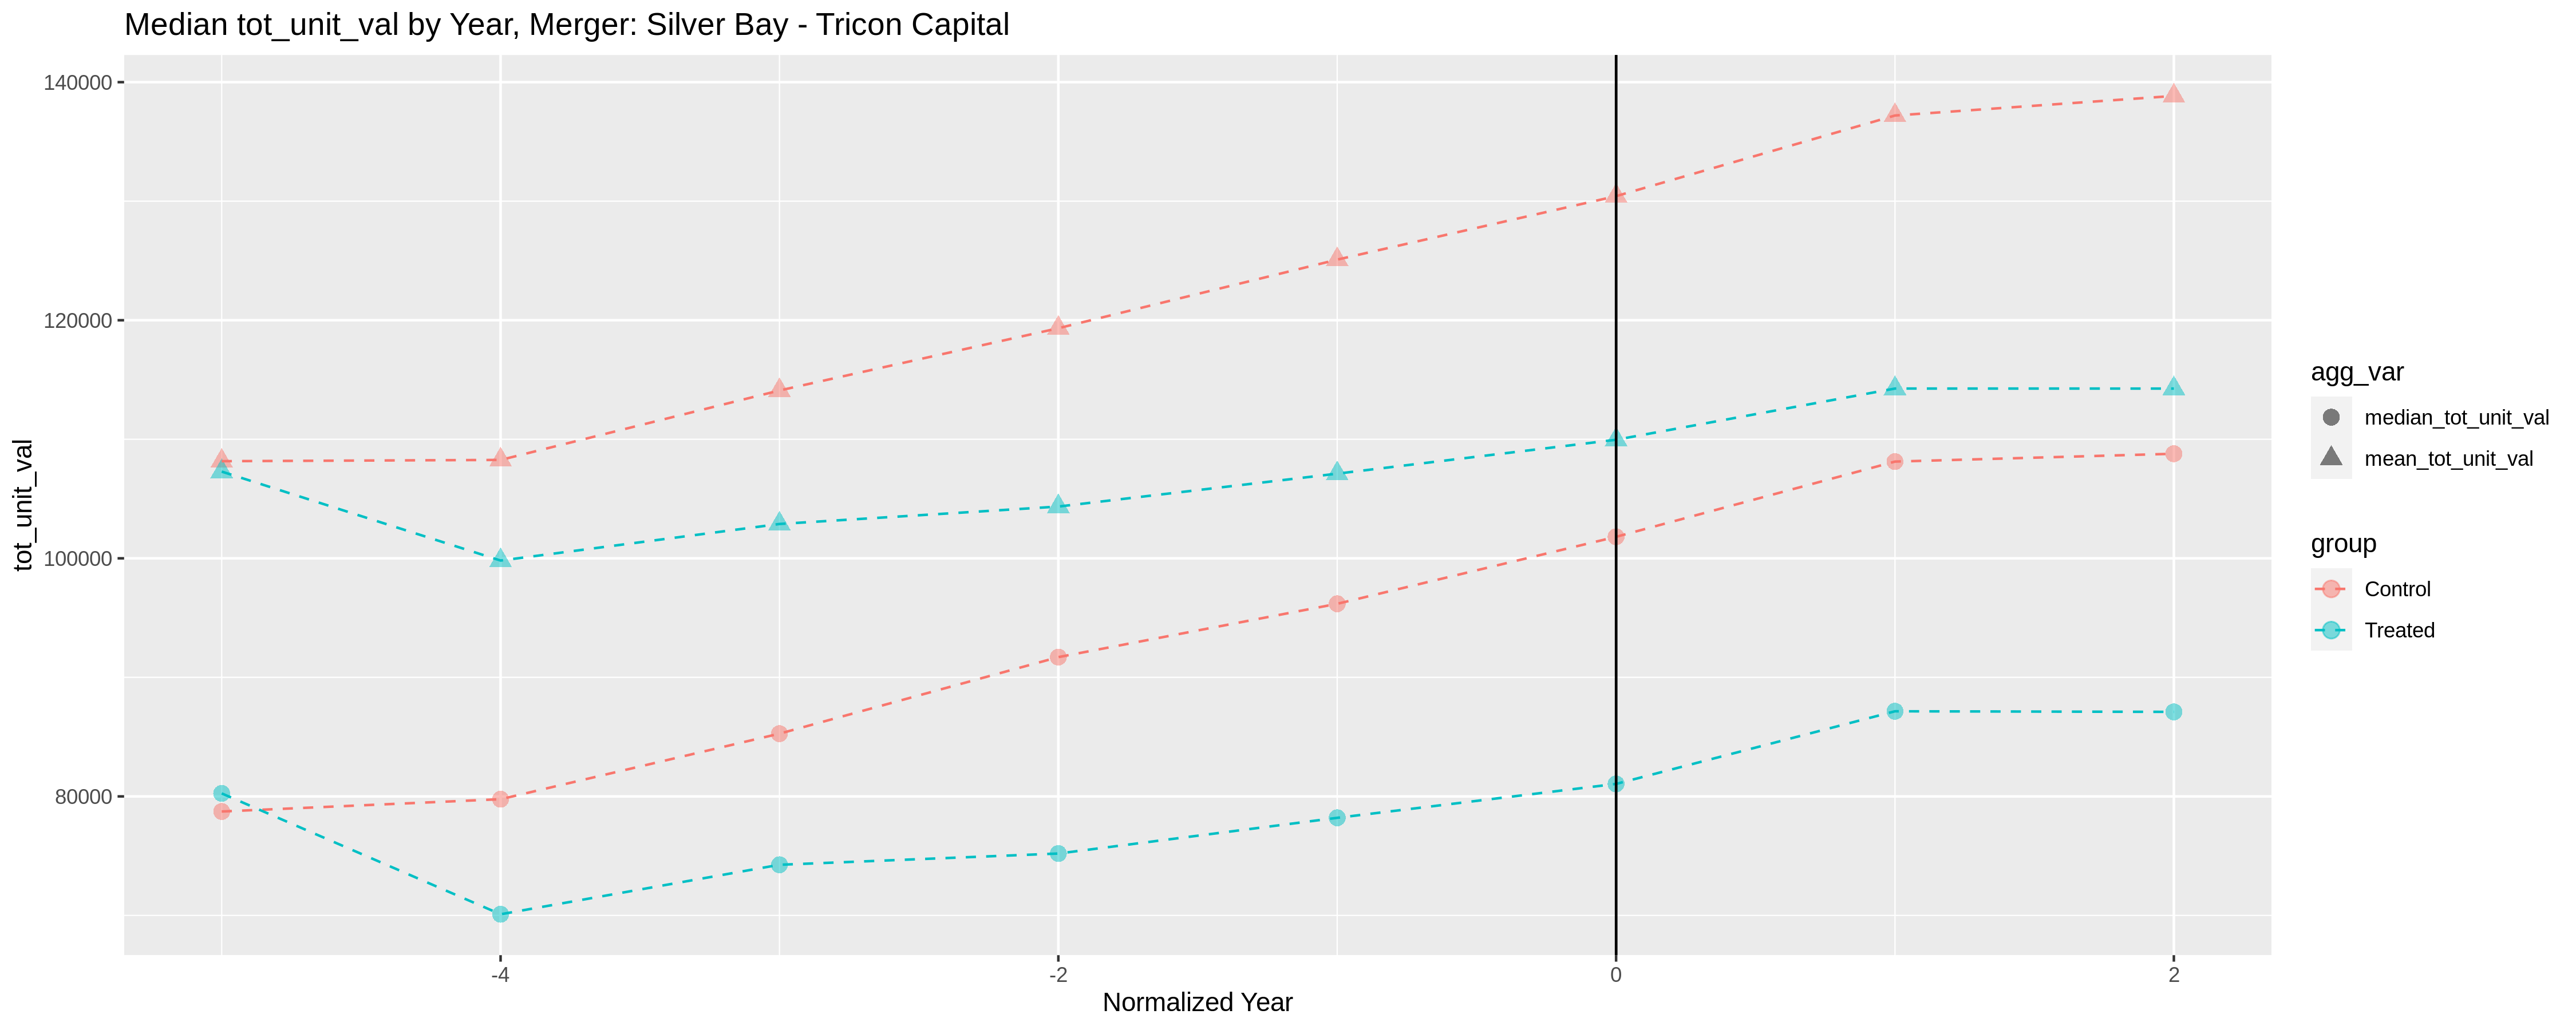 Median tot_unit_val by Year, Merger: Silver Bay - Tricon Capital
140000
120000
100000
80000
tot_unit_val
-4
-2
0
2
Normalized Year
agg_var
median_tot_unit_val
mean_tot_unit_val
group
Control
Treated